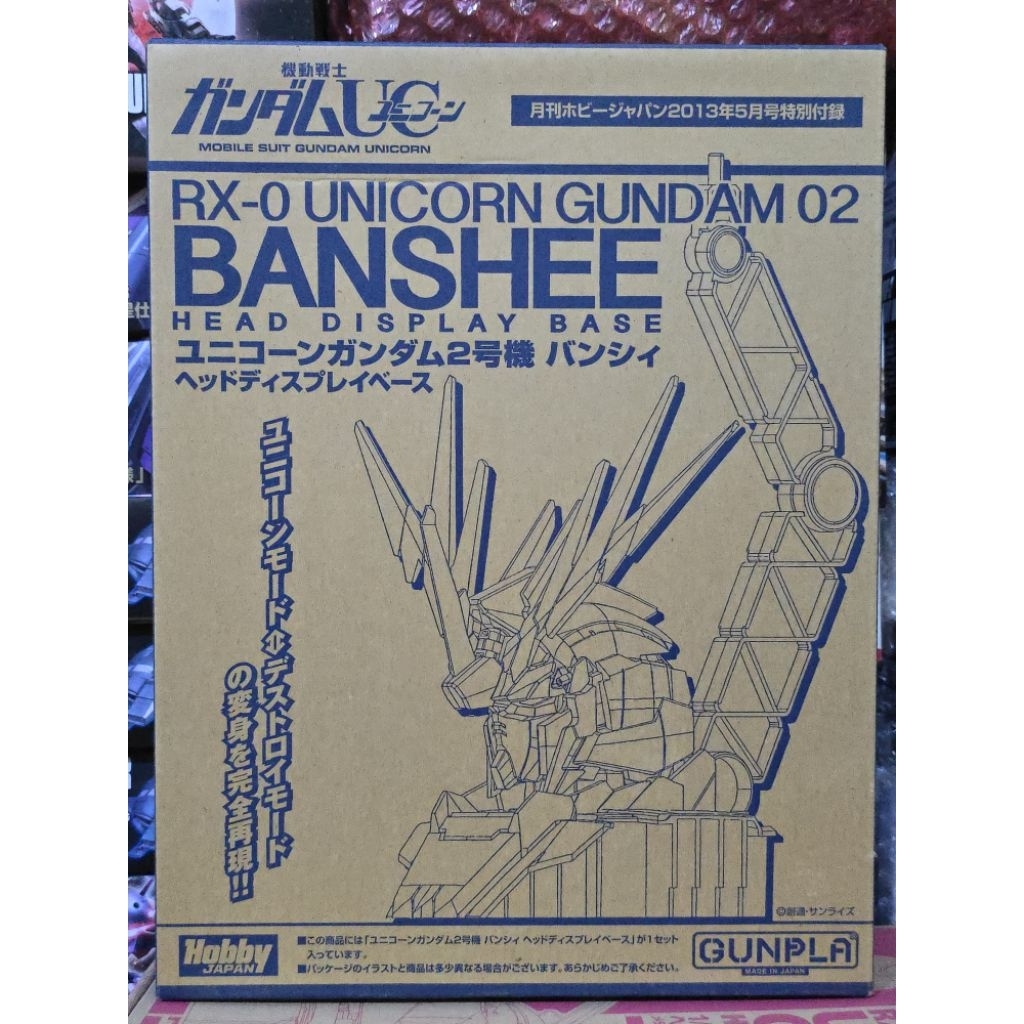 機動戦士
ガンダムUC
ユニコーン
MOBILE SUIT GUNDAM UNICORN
月刊ホビージャパン2013年5月号特別付録
RX-0 UNICORN GUNDAM 02
BANSHEE
HEAD DISPLAY BASE
ユニコーンガンダム2号機 バンシィ
ヘッドディスプレイベース
ユニコーンモード⇔デストロイモード
の変身を完全再現!!
©創通・サンライズ
Hobby
JAPAN
■この商品には「ユニコーンガンダム2号機 バンシィ ヘッドディスプレイベース」が1セット
入っています。
■パッケージのイラストと商品は多少異なる場合がございます。あらかじめご了承ください。
GUNPLA
MADE IN JAPAN